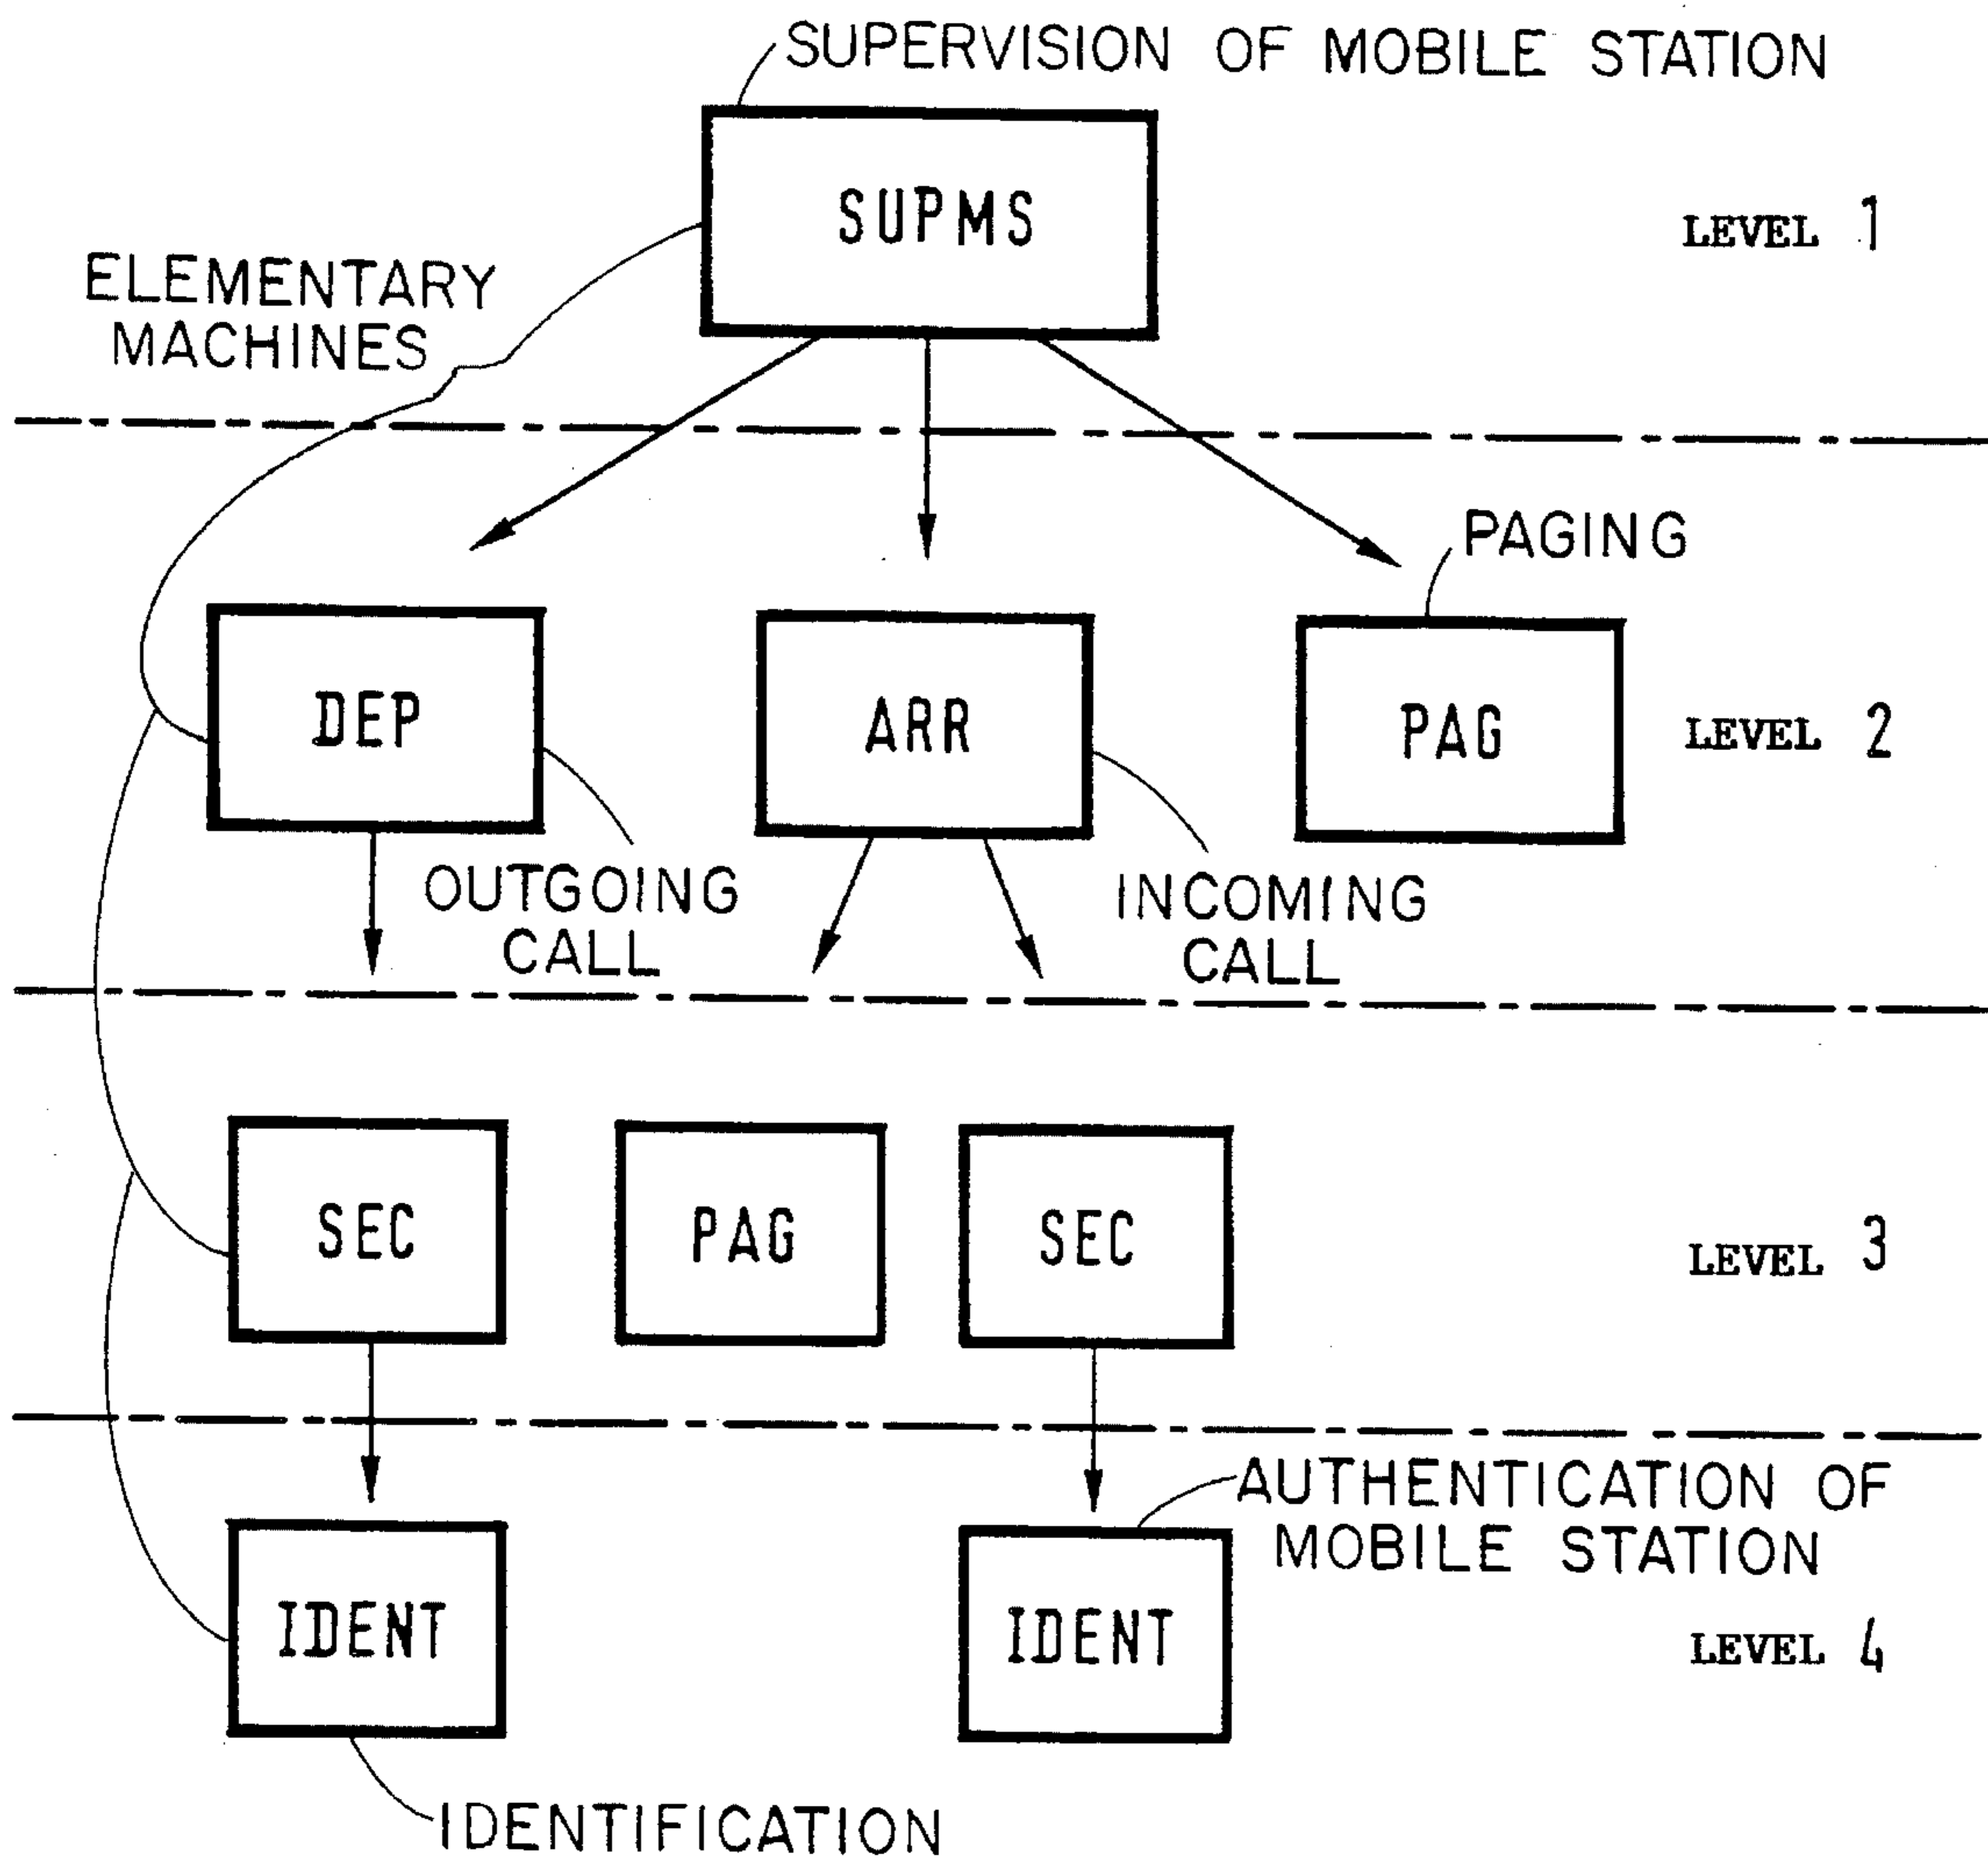 SUPERVISION OF MOBILE STATION
SUPMS
LEVEL 1
ELEMENTARY
MACHINES
PAGING
DEP
ARR
PAG
LEVEL 2
OUTGOING
CALL
INCOMING
CALL
SEC
PAG
SEC
LEVEL 3
AUTHENTICATION OF
MOBILE STATION
IDENT
IDENT
LEVEL 4
IDENTIFICATION